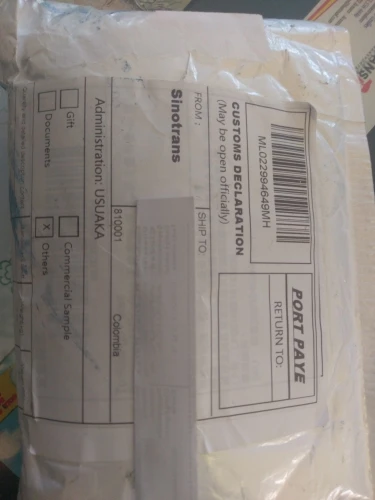 ML022994649MH
PORT PAYE
RETURN TO:
CUSTOMS DECLARATION
(May be open officially)
FROM :
SHIP TO:
Sinotrans
810001
Colombia
Administration: USUAKA
Gift
Commercial Sample
Documents
X
Others